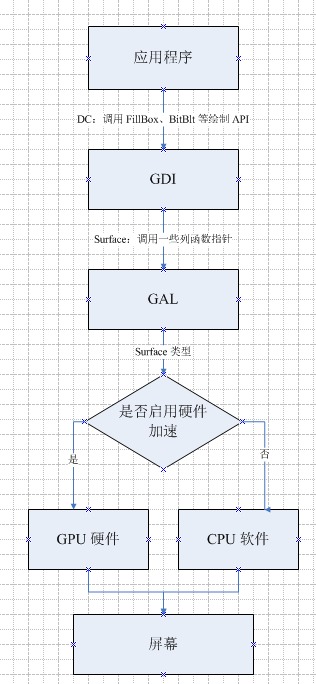 应用程序
DC：调用 FillBox、BitBlt 等绘制 API
GDI
Surface：调用一些列函数指针
GAL
Surface 类型
是否启用硬件
加速
是
否
GPU 硬件
CPU 软件
屏幕